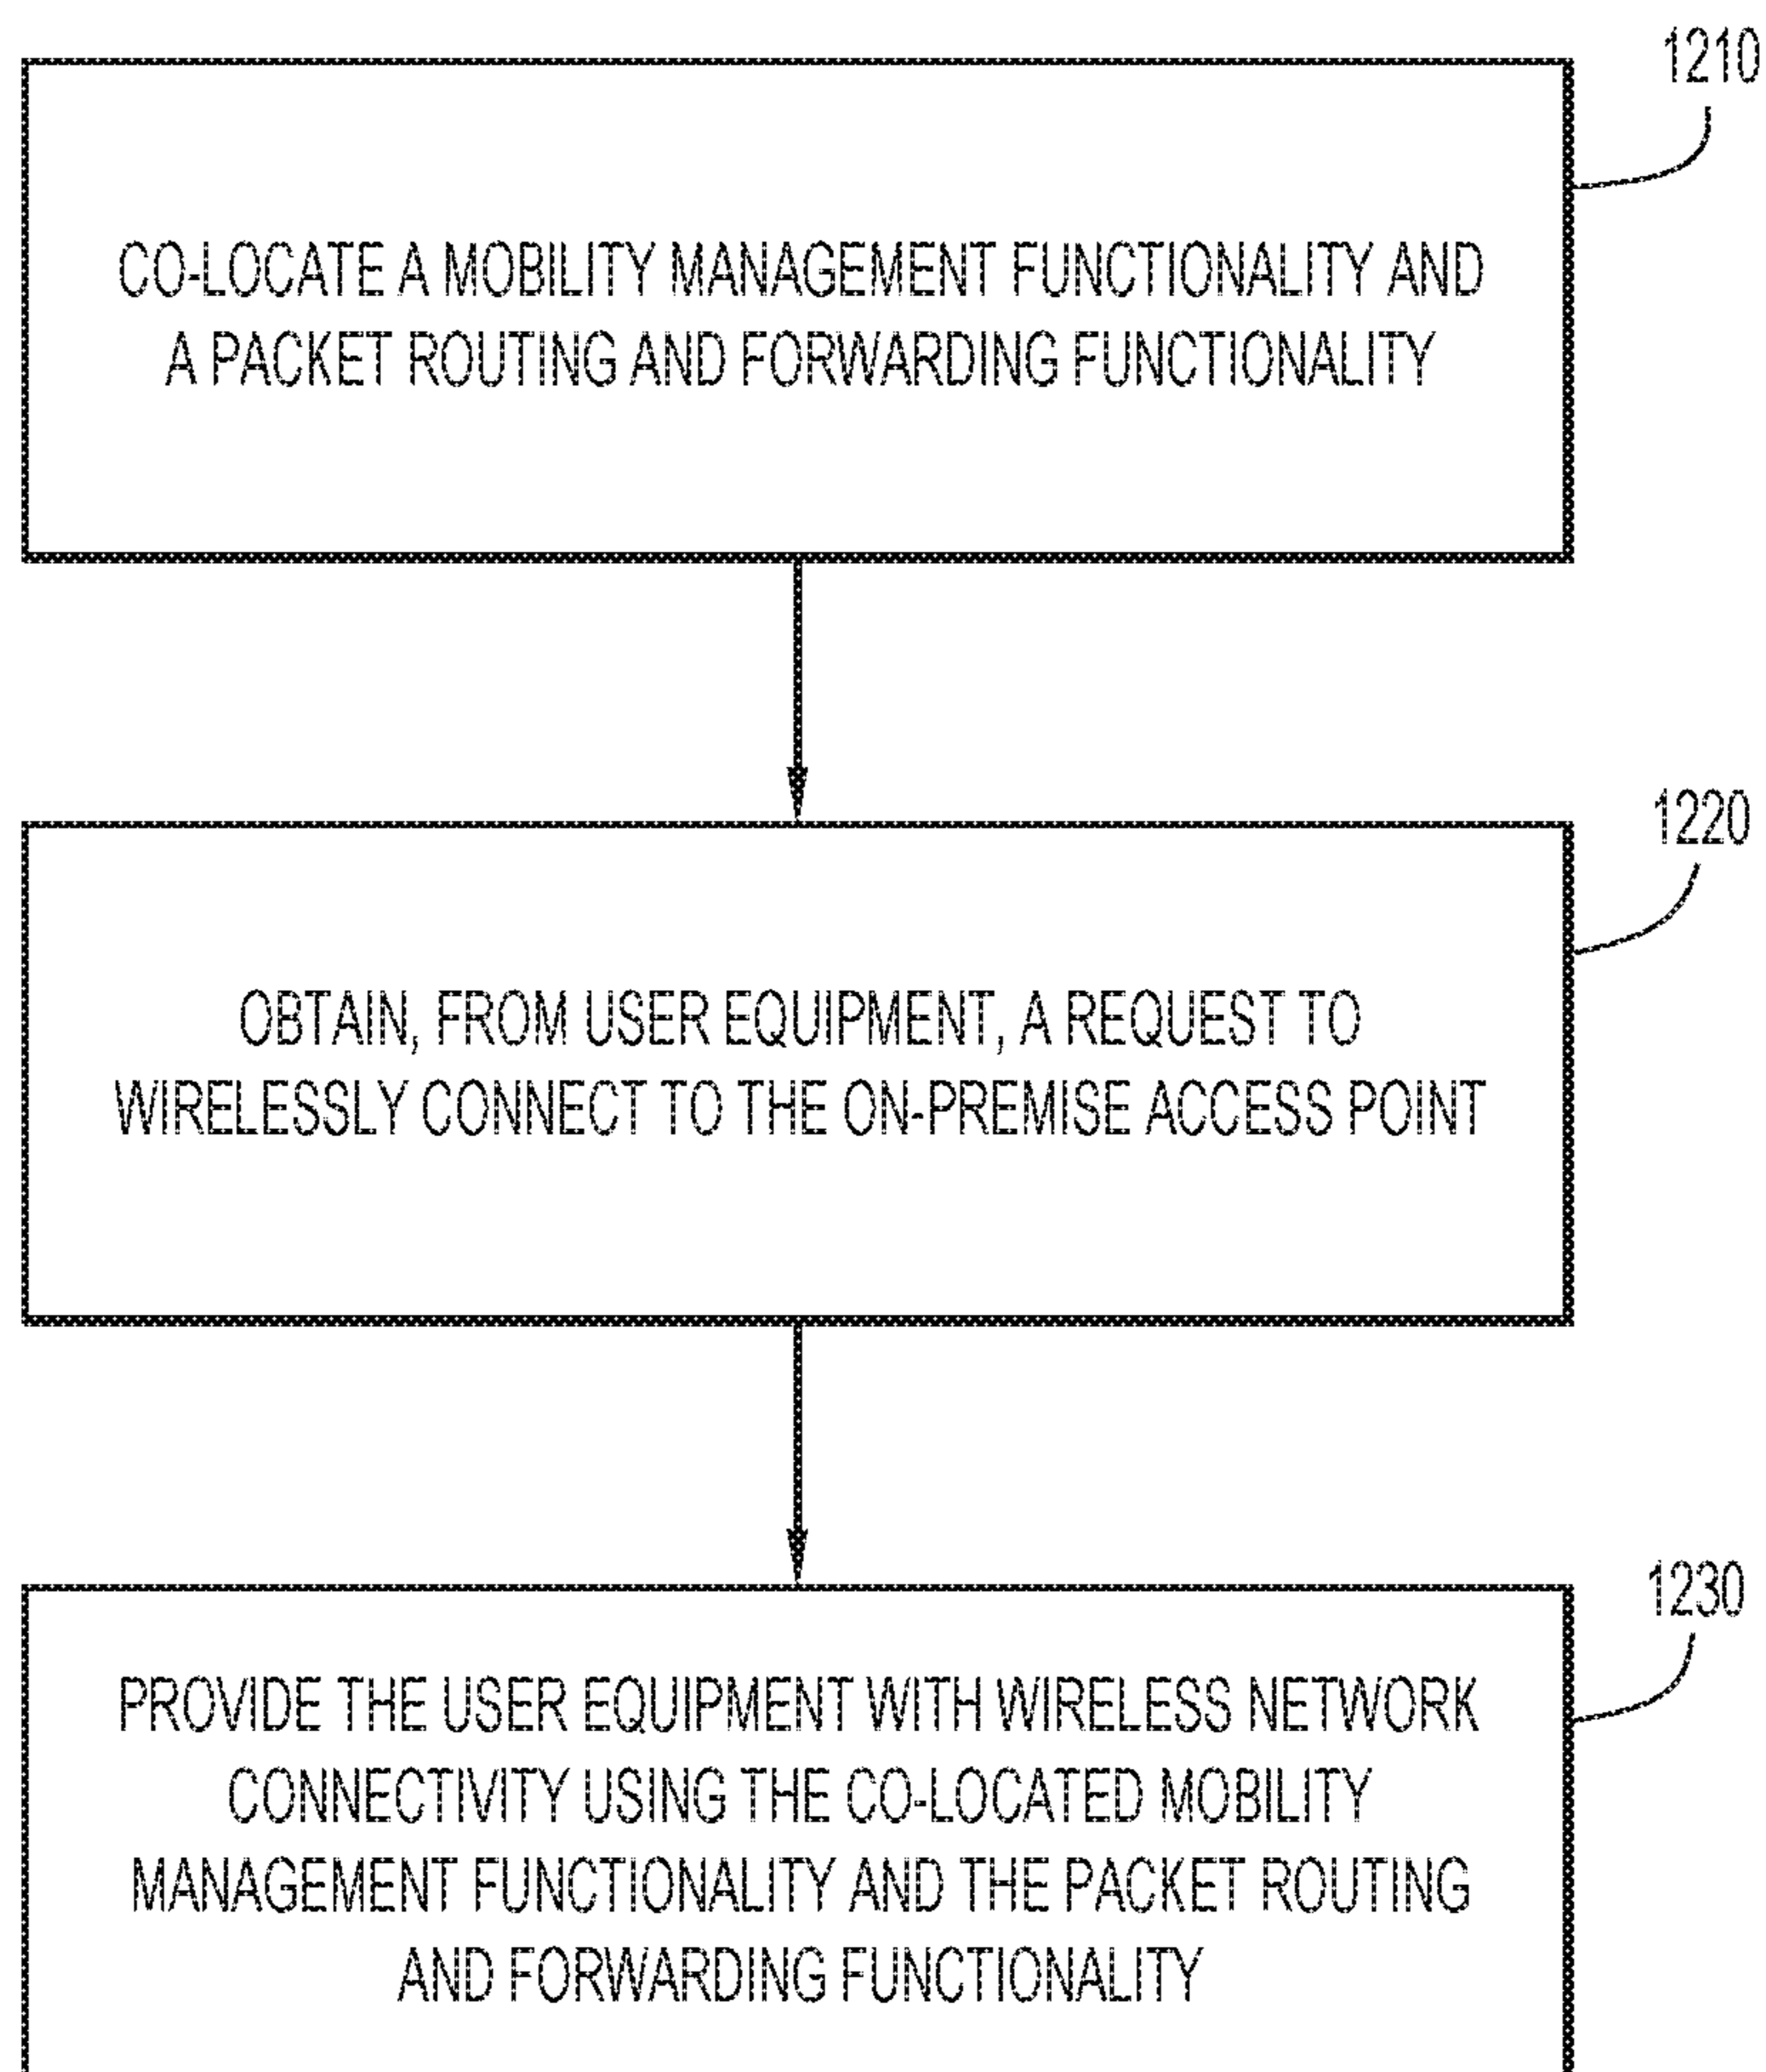 1210
CO-LOCATE A MOBILITY MANAGEMENT FUNCTIONALITY AND
A PACKET ROUTING AND FORWARDING FUNCTIONALITY
1220
OBTAIN, FROM USER EQUIPMENT, A REQUEST TO
WIRELESSLY CONNECT TO THE ON-PREMISE ACCESS POINT
1230
PROVIDE THE USER EQUIPMENT WITH WIRELESS NETWORK
CONNECTIVITY USING THE CO-LOCATED MOBILITY
MANAGEMENT FUNCTIONALITY AND THE PACKET ROUTING
AND FORWARDING FUNCTIONALITY